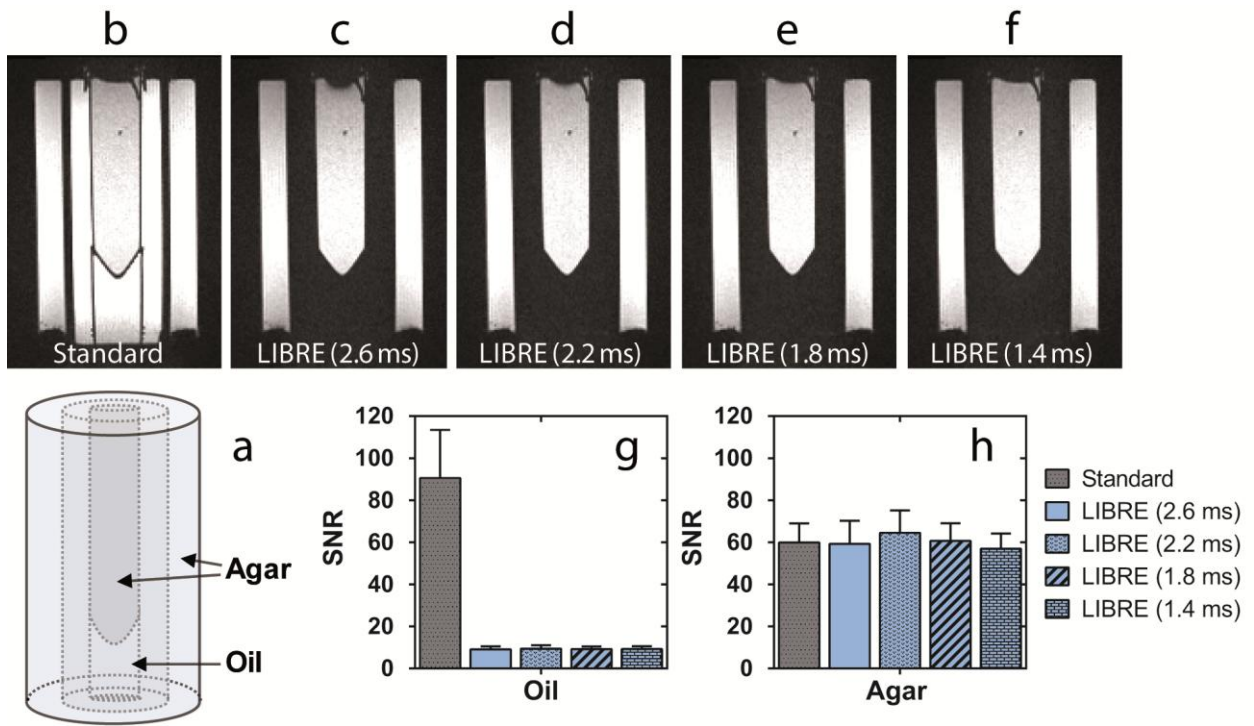 b c d e f
Standard LIBRE (2.6 ms) LIBRE (2.2 ms) LIBRE (1.8 ms) LIBRE (1.4 ms)
a
Agar
Oil
g
SNR
120
100
80
60
40
20
0
Oil
h
SNR
120
100
80
60
40
20
0
Agar
Standard
LIBRE (2.6 ms)
LIBRE (2.2 ms)
LIBRE (1.8 ms)
LIBRE (1.4 ms)